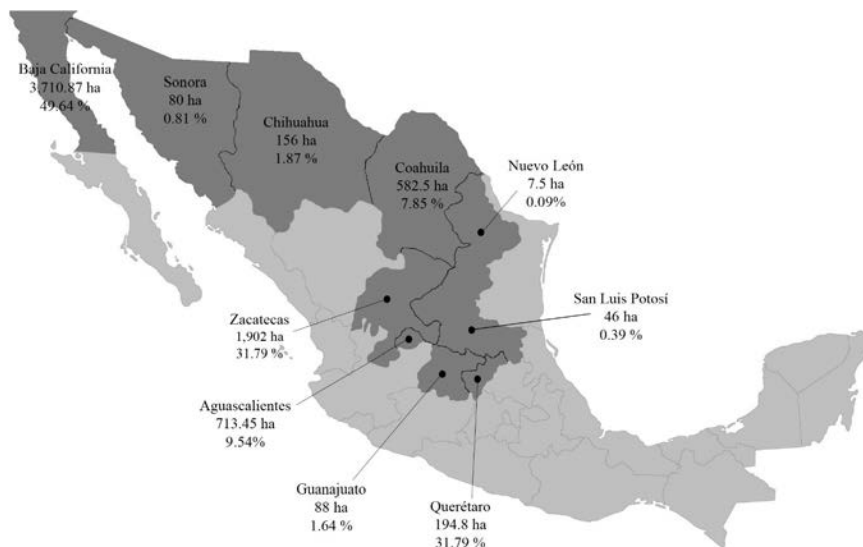 Baja California
3,710.87 ha
49.64 %
Sonora
80 ha
0.81 %
Chihuahua
156 ha
1.87 %
Coahuila
582.5 ha
7.85 %
Nuevo León
7.5 ha
0.09%
Zacatecas
1,902 ha
31.79 %
San Luis Potosí
46 ha
0.39 %
Aguascalientes
713.45 ha
9.54%
Guanajuato
88 ha
1.64 %
Querétaro
194.8 ha
31.79 %